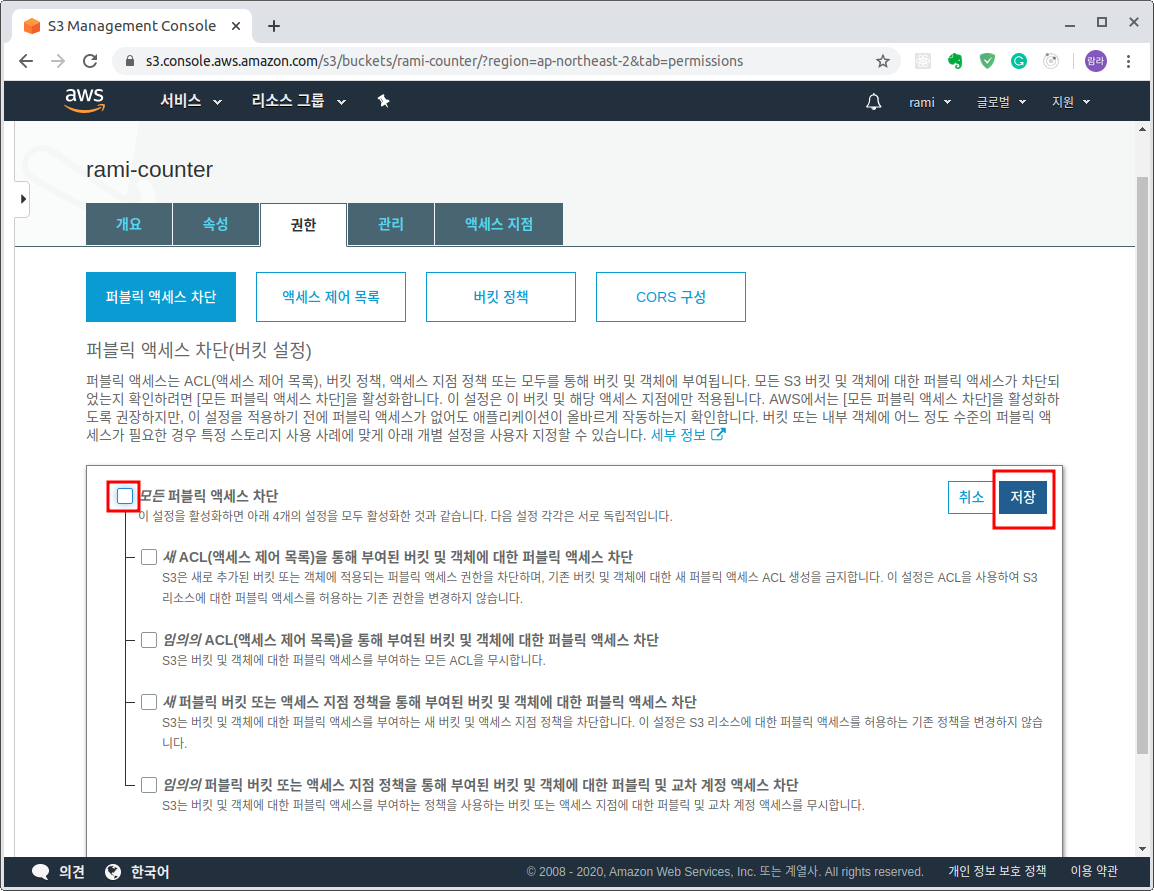 S3 Management Console
s3.console.aws.amazon.com/s3/buckets/rami-counter/?region=ap-northeast-2&tab=permissions
람라
aws
서비스
리소스 그룹
rami
글로벌
지원
rami-counter
개요
속성
권한
관리
액세스 지점
퍼블릭 액세스 차단
액세스 제어 목록
버킷 정책
CORS 구성
퍼블릭 액세스 차단(버킷 설정)
퍼블릭 액세스는 ACL(액세스 제어 목록), 버킷 정책, 액세스 지점 정책 또는 모두를 통해 버킷 및 객체에 부여됩니다. 모든 S3 버킷 및 객체에 대한 퍼블릭 액세스가 차단되
었는지 확인하려면 [모든 퍼블릭 액세스 차단]을 활성화합니다. 이 설정은 이 버킷 및 해당 액세스 지점에만 적용됩니다. AWS에서는 [모든 퍼블릭 액세스 차단]을 활성화하
도록 권장하지만, 이 설정을 적용하기 전에 퍼블릭 액세스가 없어도 애플리케이션이 올바르게 작동하는지 확인합니다. 버킷 또는 내부 객체에 어느 정도 수준의 퍼블릭 액
세스가 필요한 경우 특정 스토리지 사용 사례에 맞게 아래 개별 설정을 사용자 지정할 수 있습니다. 세부 정보
모든 퍼블릭 액세스 차단
취소
저장
이 설정을 활성화하면 아래 4개의 설정을 모두 활성화한 것과 같습니다. 다음 설정 각각은 서로 독립적입니다.
새 ACL(액세스 제어 목록)을 통해 부여된 버킷 및 객체에 대한 퍼블릭 액세스 차단
S3은 새로 추가된 버킷 또는 객체에 적용되는 퍼블릭 액세스 권한을 차단하며, 기존 버킷 및 객체에 대한 새 퍼블릭 액세스 ACL 생성을 금지합니다. 이 설정은 ACL을 사용하여 S3
리소스에 대한 퍼블릭 액세스를 허용하는 기존 권한을 변경하지 않습니다.
임의의 ACL(액세스 제어 목록)을 통해 부여된 버킷 및 객체에 대한 퍼블릭 액세스 차단
S3은 버킷 및 객체에 대한 퍼블릭 액세스를 부여하는 모든 ACL을 무시합니다.
새 퍼블릭 버킷 또는 액세스 지점 정책을 통해 부여된 버킷 및 객체에 대한 퍼블릭 액세스 차단
S3는 버킷 및 객체에 대한 퍼블릭 액세스를 부여하는 새 버킷 및 액세스 지점 정책을 차단합니다. 이 설정은 S3 리소스에 대한 퍼블릭 액세스를 허용하는 기존 정책을 변경하지 않습
니다.
임의의 퍼블릭 버킷 또는 액세스 지점 정책을 통해 부여된 버킷 및 객체에 대한 퍼블릭 및 교차 계정 액세스 차단
S3는 버킷 및 객체에 대한 퍼블릭 액세스를 부여하는 정책을 사용하는 버킷 또는 액세스 지점에 대한 퍼블릭 및 교차 계정 액세스를 무시합니다.
의견
한국어
© 2008 - 2020, Amazon Web Services, Inc. 또는 계열사. All rights reserved.
개인 정보 보호 정책
이용 약관